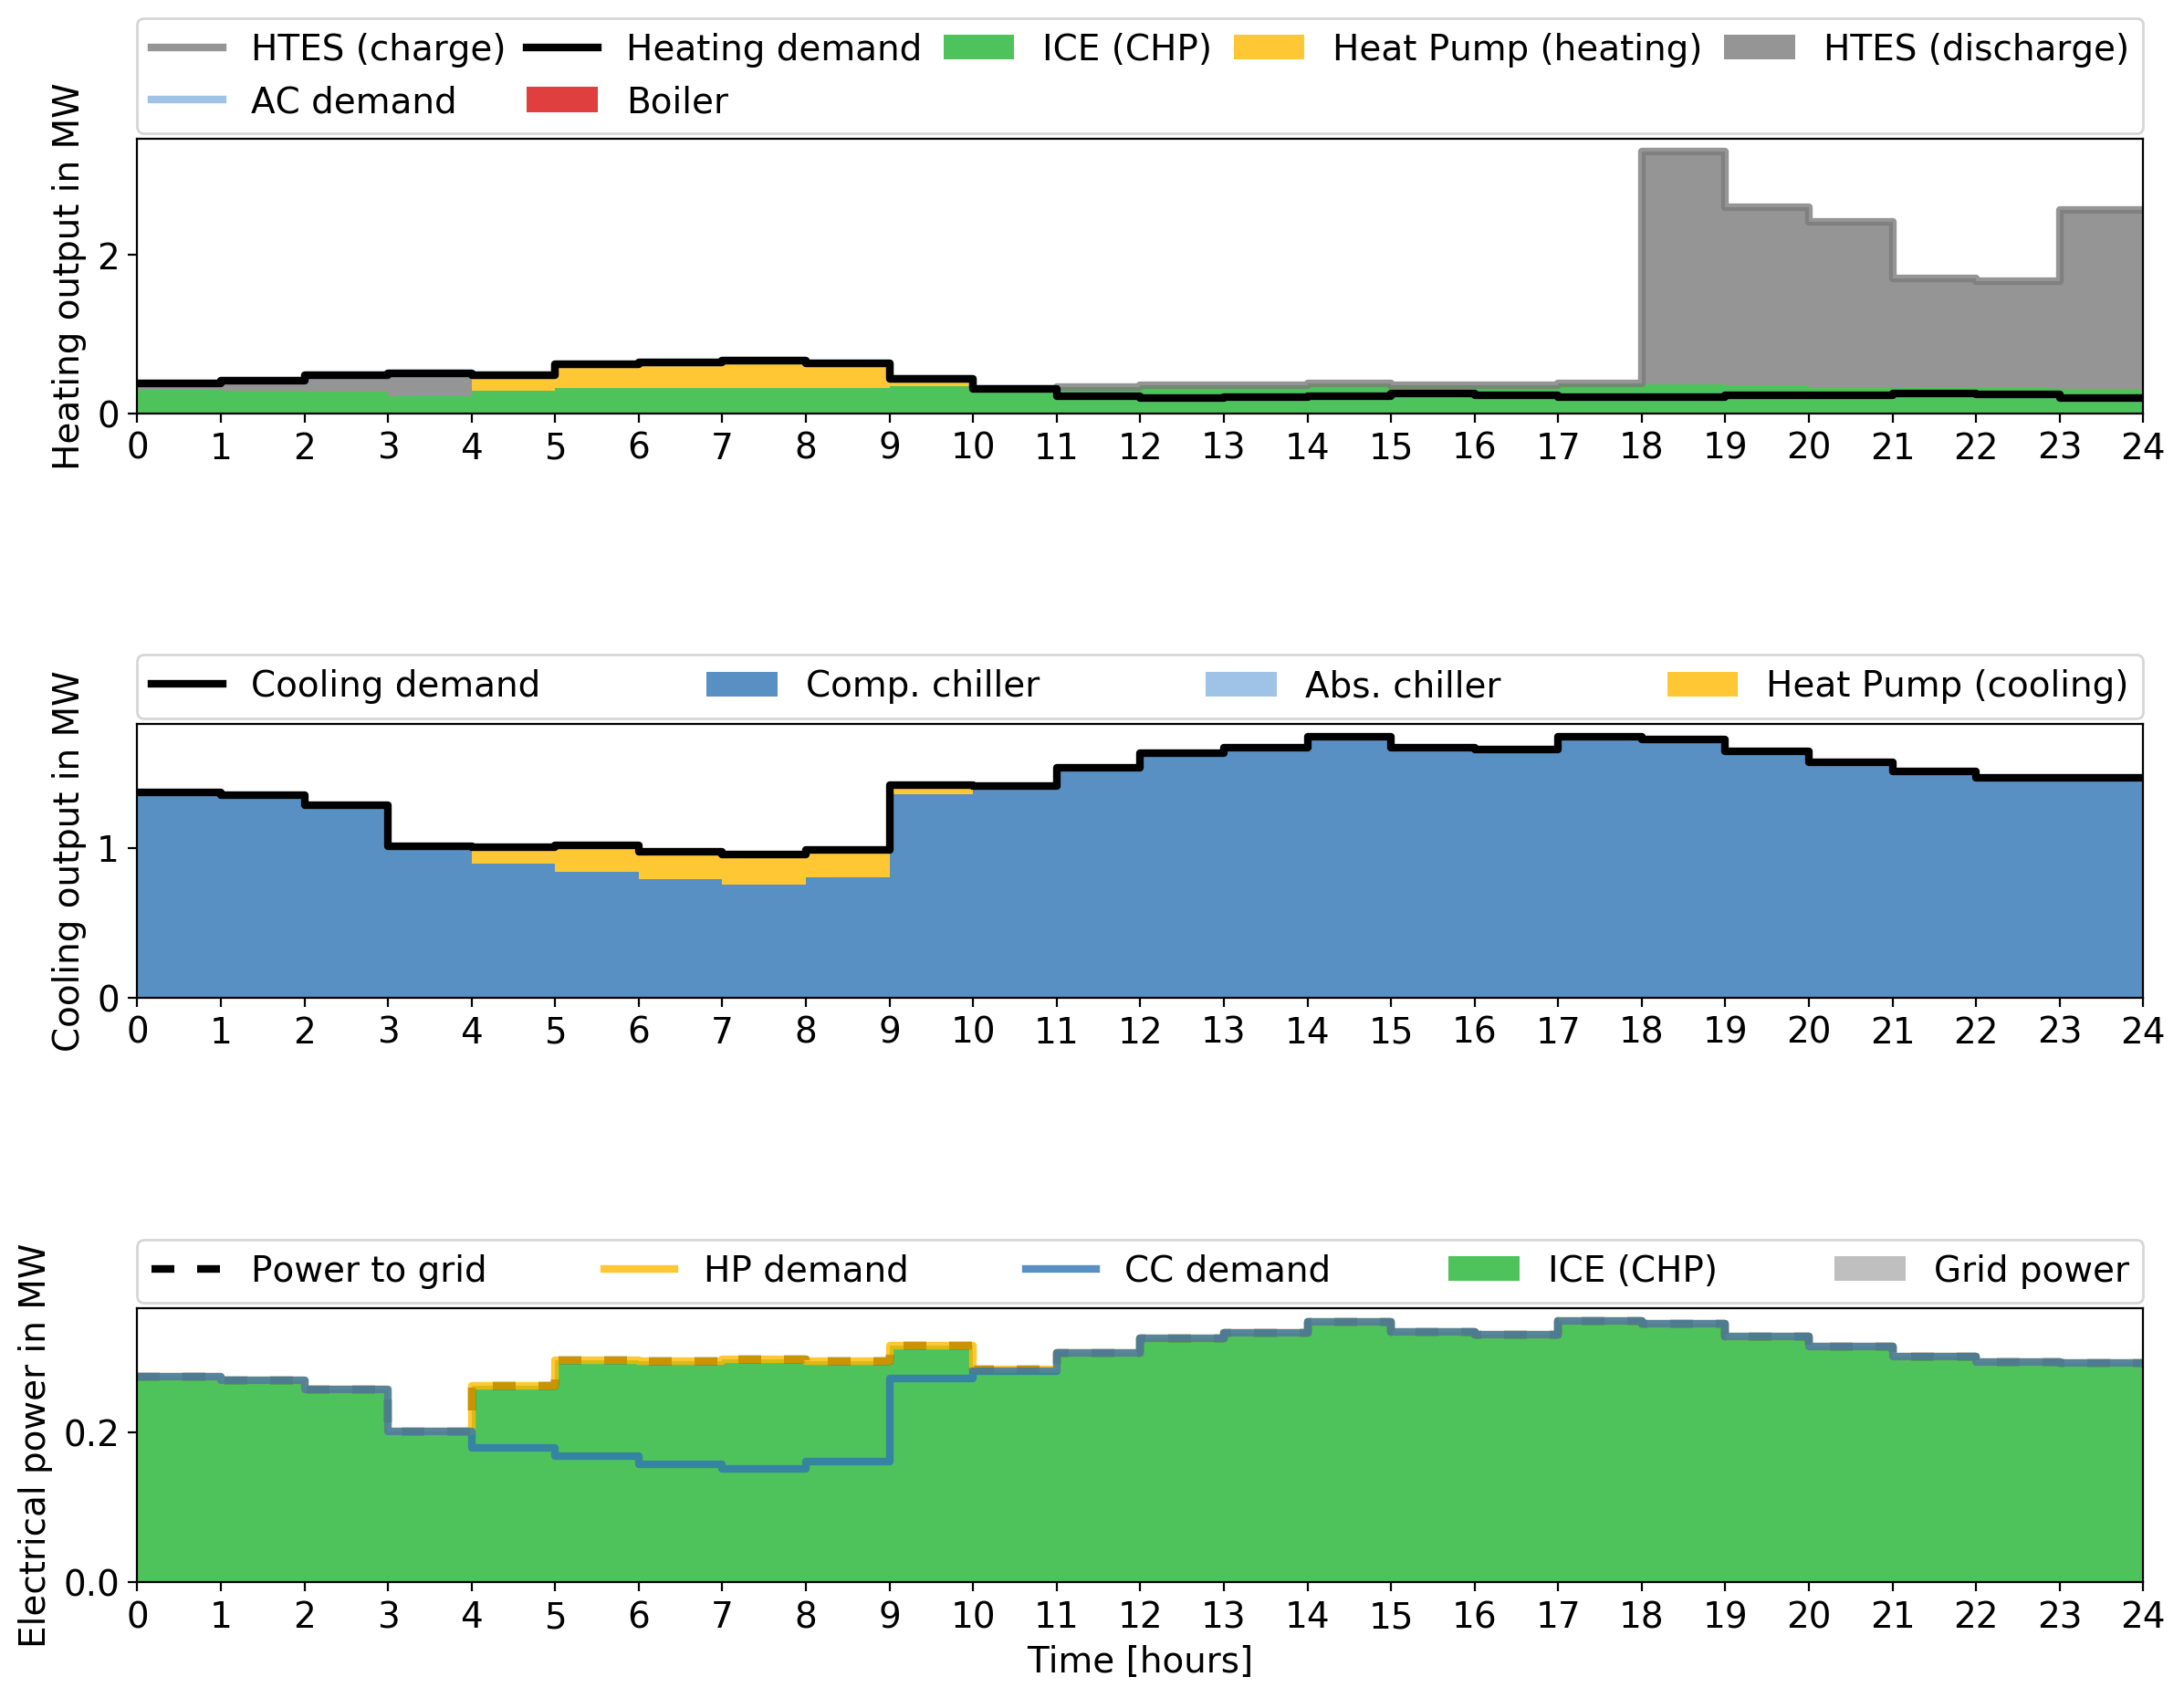 HTES (charge) Heating demand ICE (CHP) Heat Pump (heating) HTES (discharge)
AC demand Boiler
Heating output in MW
2
0
0 1 2 3 4 5 6 7 8 9 10 11 12 13 14 15 16 17 18 19 20 21 22 23 24
Cooling demand Comp. chiller Abs. chiller Heat Pump (cooling)
Cooling output in MW
1
0
0 1 2 3 4 5 6 7 8 9 10 11 12 13 14 15 16 17 18 19 20 21 22 23 24
Power to grid HP demand CC demand ICE (CHP) Grid power
Electrical power in MW
0.2
0.0
0 1 2 3 4 5 6 7 8 9 10 11 12 13 14 15 16 17 18 19 20 21 22 23 24
Time [hours]